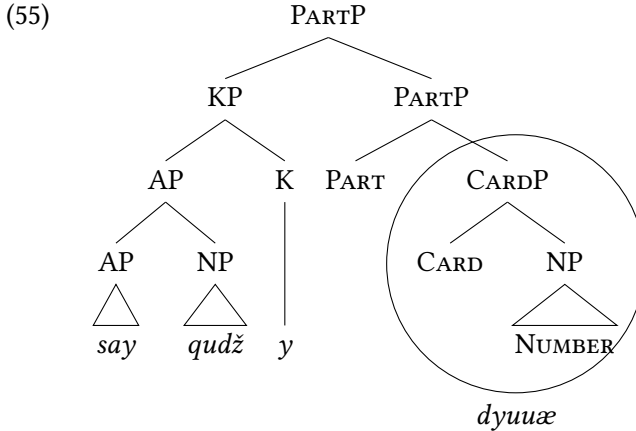 (55) PartP
KP PartP
AP K Part CardP
AP NP Card NP
say qudž y Number
dyuuæ